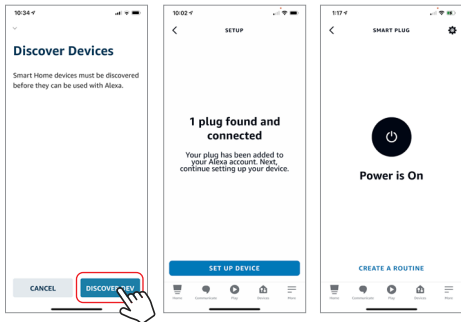 10:34
Discover Devices
Smart Home devices must be discovered
before they can be used with Alexa.
CANCEL
DISCOVER DEV
10:02
SETUP
1 plug found and
connected
Your plug has been added to
your Alexa account. Next,
continue setting up your device.
SET UP DEVICE
Home Communicate Play Devices More
1:17
SMART PLUG
Power is On
CREATE A ROUTINE
Home Communicate Play Devices More